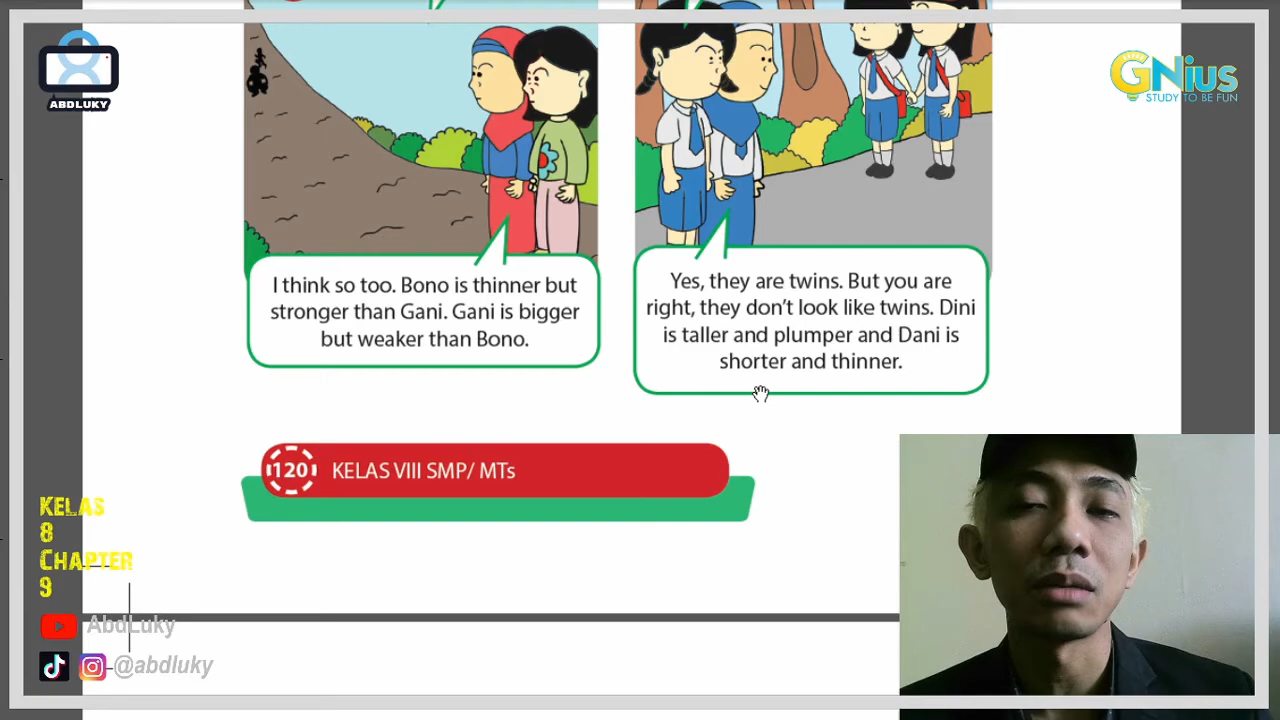 ABDLUKY
GNius
STUDY TO BE FUN
I think so too. Bono is thinner but
stronger than Gani. Gani is bigger
but weaker than Bono.
Yes, they are twins. But you are
right, they don't look like twins. Dini
is taller and plumper and Dani is
shorter and thinner.
120 KELAS VIII SMP/ MTs
KELAS
8
CHAPTER
9
AbdLuky
@abdluky